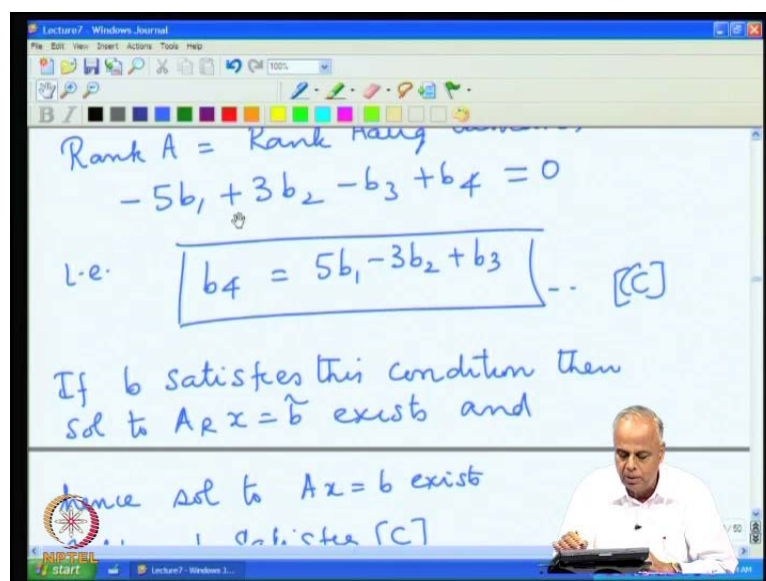 Lecture7 - Windows Journal
File Edit View Insert Actions Tools Help
100%
B I
Rank A = Rank Aaug
- 5b₁ + 3b₂ - b₃ + b₄ = 0
i.e. b₄ = 5b₁ - 3b₂ + b₃ ... [C]
If b satisfies this condition then
sol to A_R x = b̃ exists and
hence sol to Ax = b exist
[C]
NPTEL
start Lecture7 - Windows J...